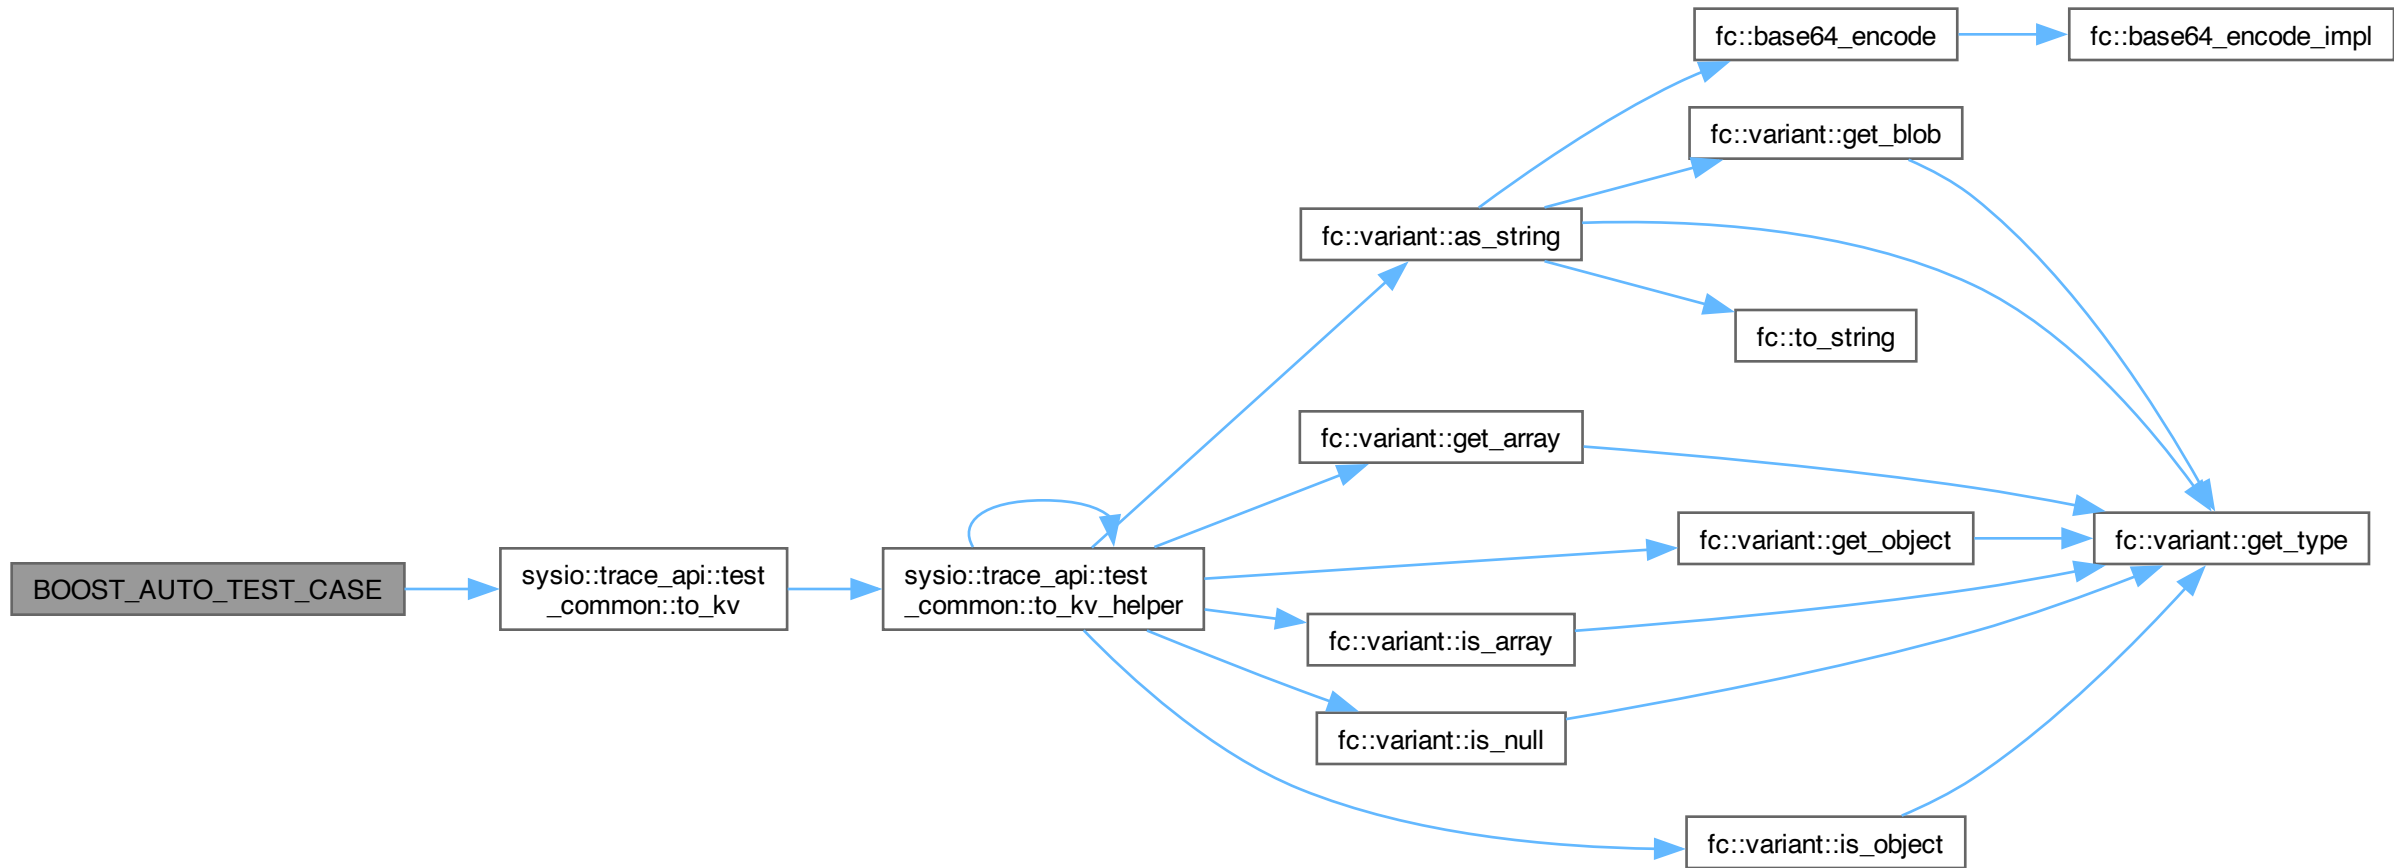 fc::base64_encode
fc::base64_encode_impl
fc::variant::get_blob
fc::variant::as_string
fc::to_string
fc::variant::get_array
fc::variant::get_object
fc::variant::get_type
BOOST_AUTO_TEST_CASE
sysio::trace_api::test
_common::to_kv
sysio::trace_api::test
_common::to_kv_helper
fc::variant::is_array
fc::variant::is_null
fc::variant::is_object